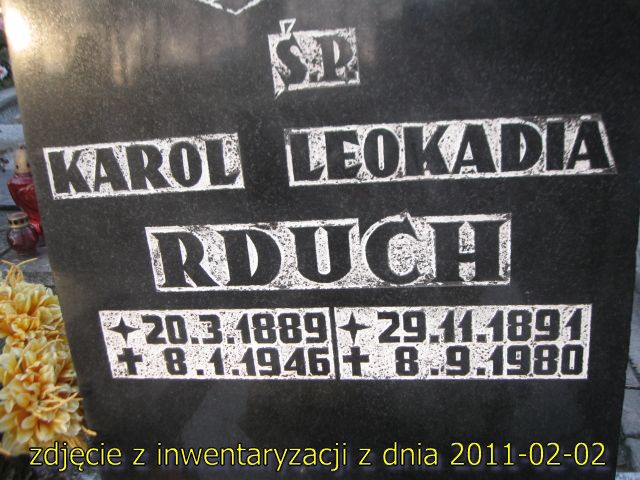 Ś.P.
KAROL LEOKADIA
RDUCH
20.3.1889 29.11.1891
8.1.1946 8.9.1980
zdjęcie z inwentaryzacji z dnia 2011-02-02